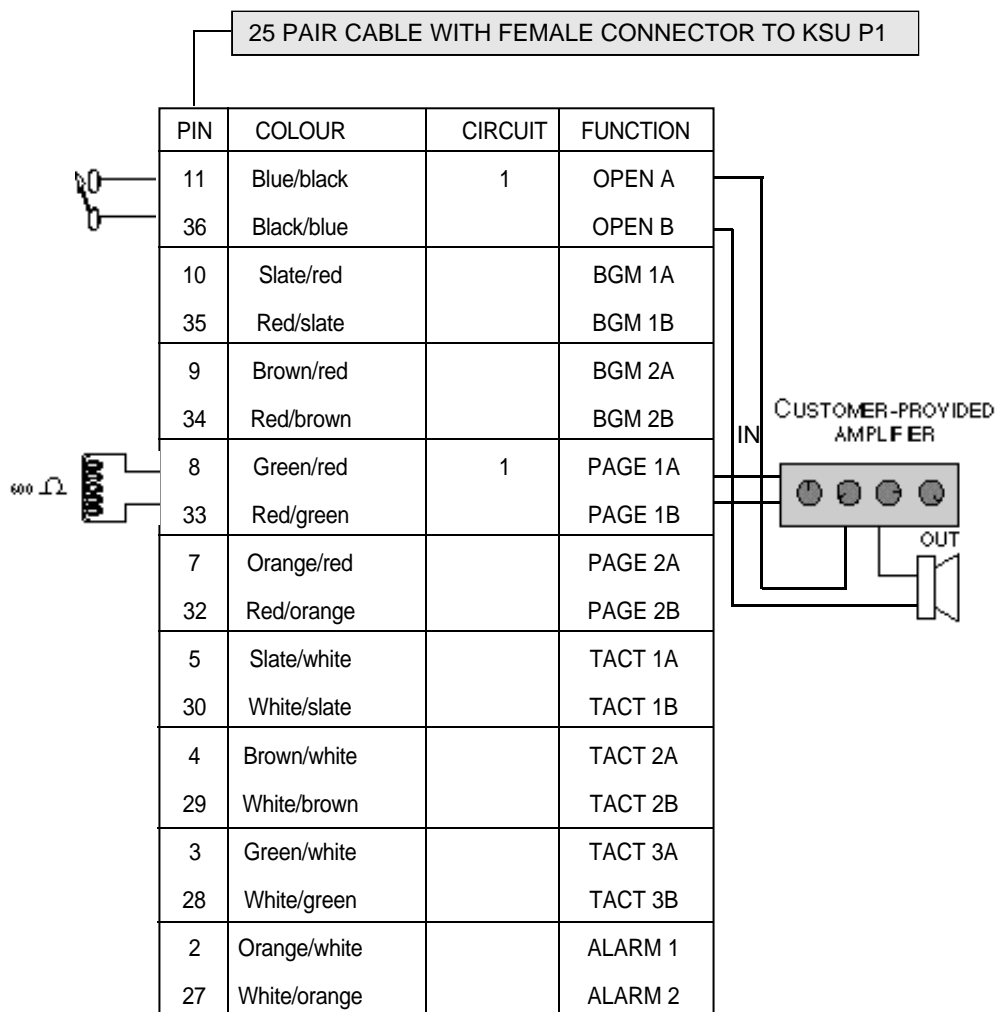 25 PAIR CABLE WITH FEMALE CONNECTOR TO KSU P1
PIN COLOUR CIRCUIT FUNCTION
11 Blue/black 1 OPEN A
36 Black/blue OPEN B
10 Slate/red BGM 1A
35 Red/slate BGM 1B
9 Brown/red BGM 2A
34 Red/brown BGM 2B
8 Green/red 1 PAGE 1A
33 Red/green PAGE 1B
7 Orange/red PAGE 2A
32 Red/orange PAGE 2B
5 Slate/white TACT 1A
30 White/slate TACT 1B
4 Brown/white TACT 2A
29 White/brown TACT 2B
3 Green/white TACT 3A
28 White/green TACT 3B
2 Orange/white ALARM 1
27 White/orange ALARM 2
600 Ω
IN
CUSTOMER-PROVIDED
AMPLIFIER
OUT